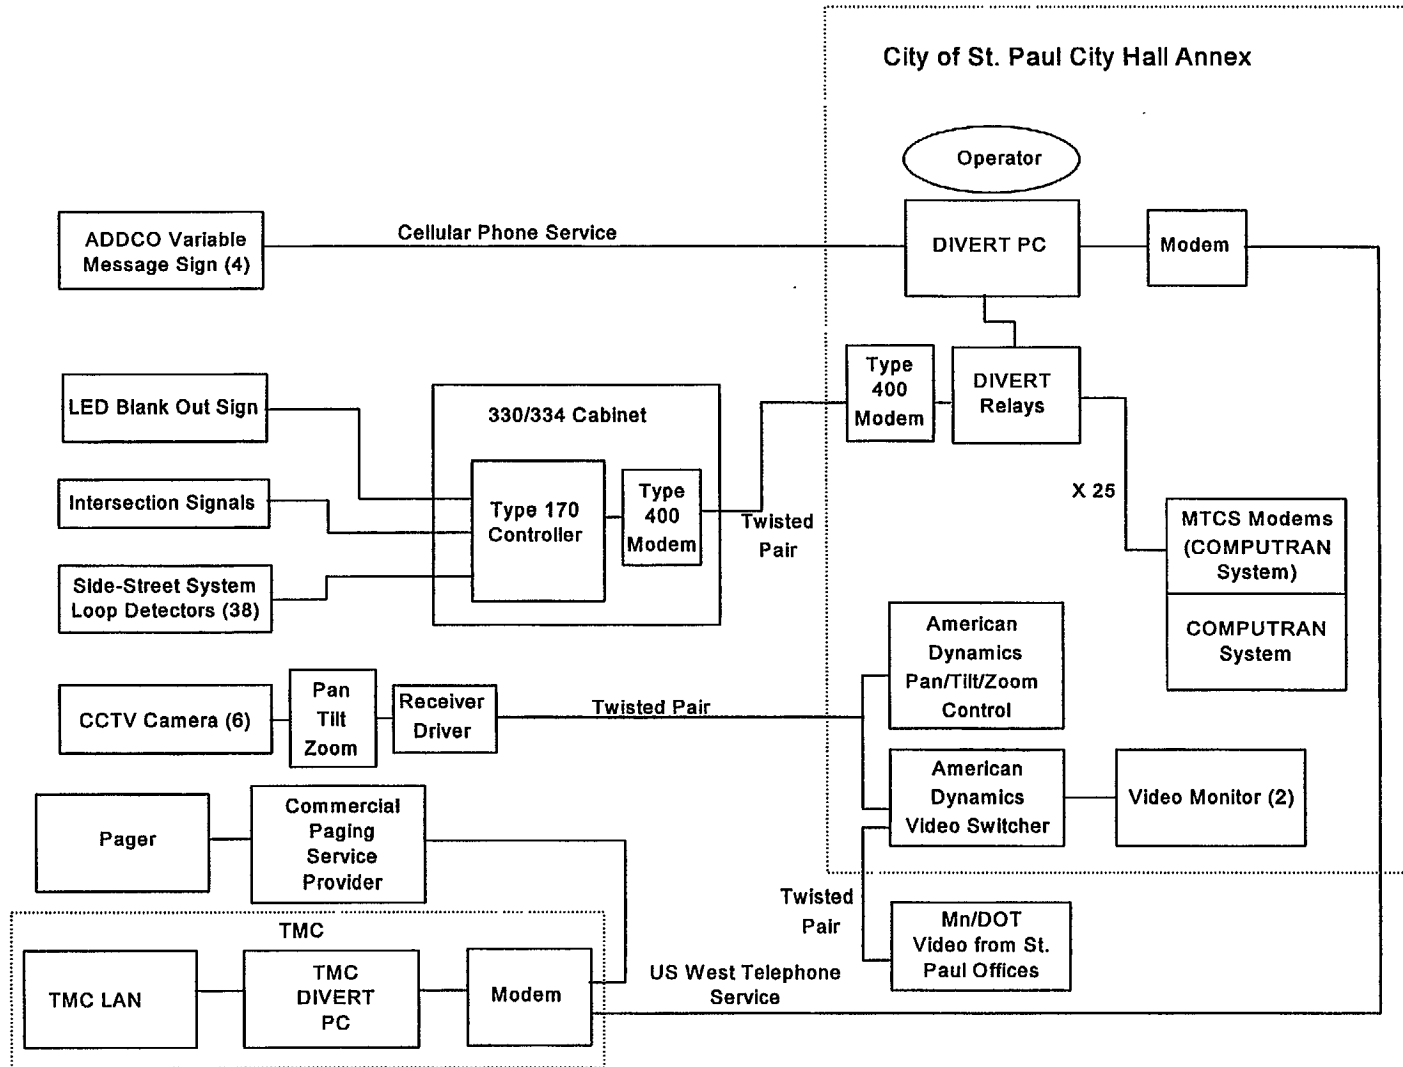 City of St. Paul City Hall Annex
Operator
ADDCO Variable
Message Sign (4)
Cellular Phone Service
DIVERT PC
Modem
LED Blank Out Sign
330/334 Cabinet
Type
400
Modem
DIVERT
Relays
Intersection Signals
Type 170
Controller
Type
400
Modem
Twisted
Pair
X 25
MTCS Modems
(COMPUTRAN
System)
Side-Street System
Loop Detectors (38)
COMPUTRAN
System
American
Dynamics
Pan/Tilt/Zoom
Control
CCTV Camera (6)
Pan
Tilt
Zoom
Receiver
Driver
Twisted Pair
American
Dynamics
Video Switcher
Video Monitor (2)
Pager
Commercial
Paging
Service
Provider
Twisted
Pair
Mn/DOT
Video from St.
Paul Offices
TMC
TMC LAN
TMC
DIVERT
PC
Modem
US West Telephone
Service